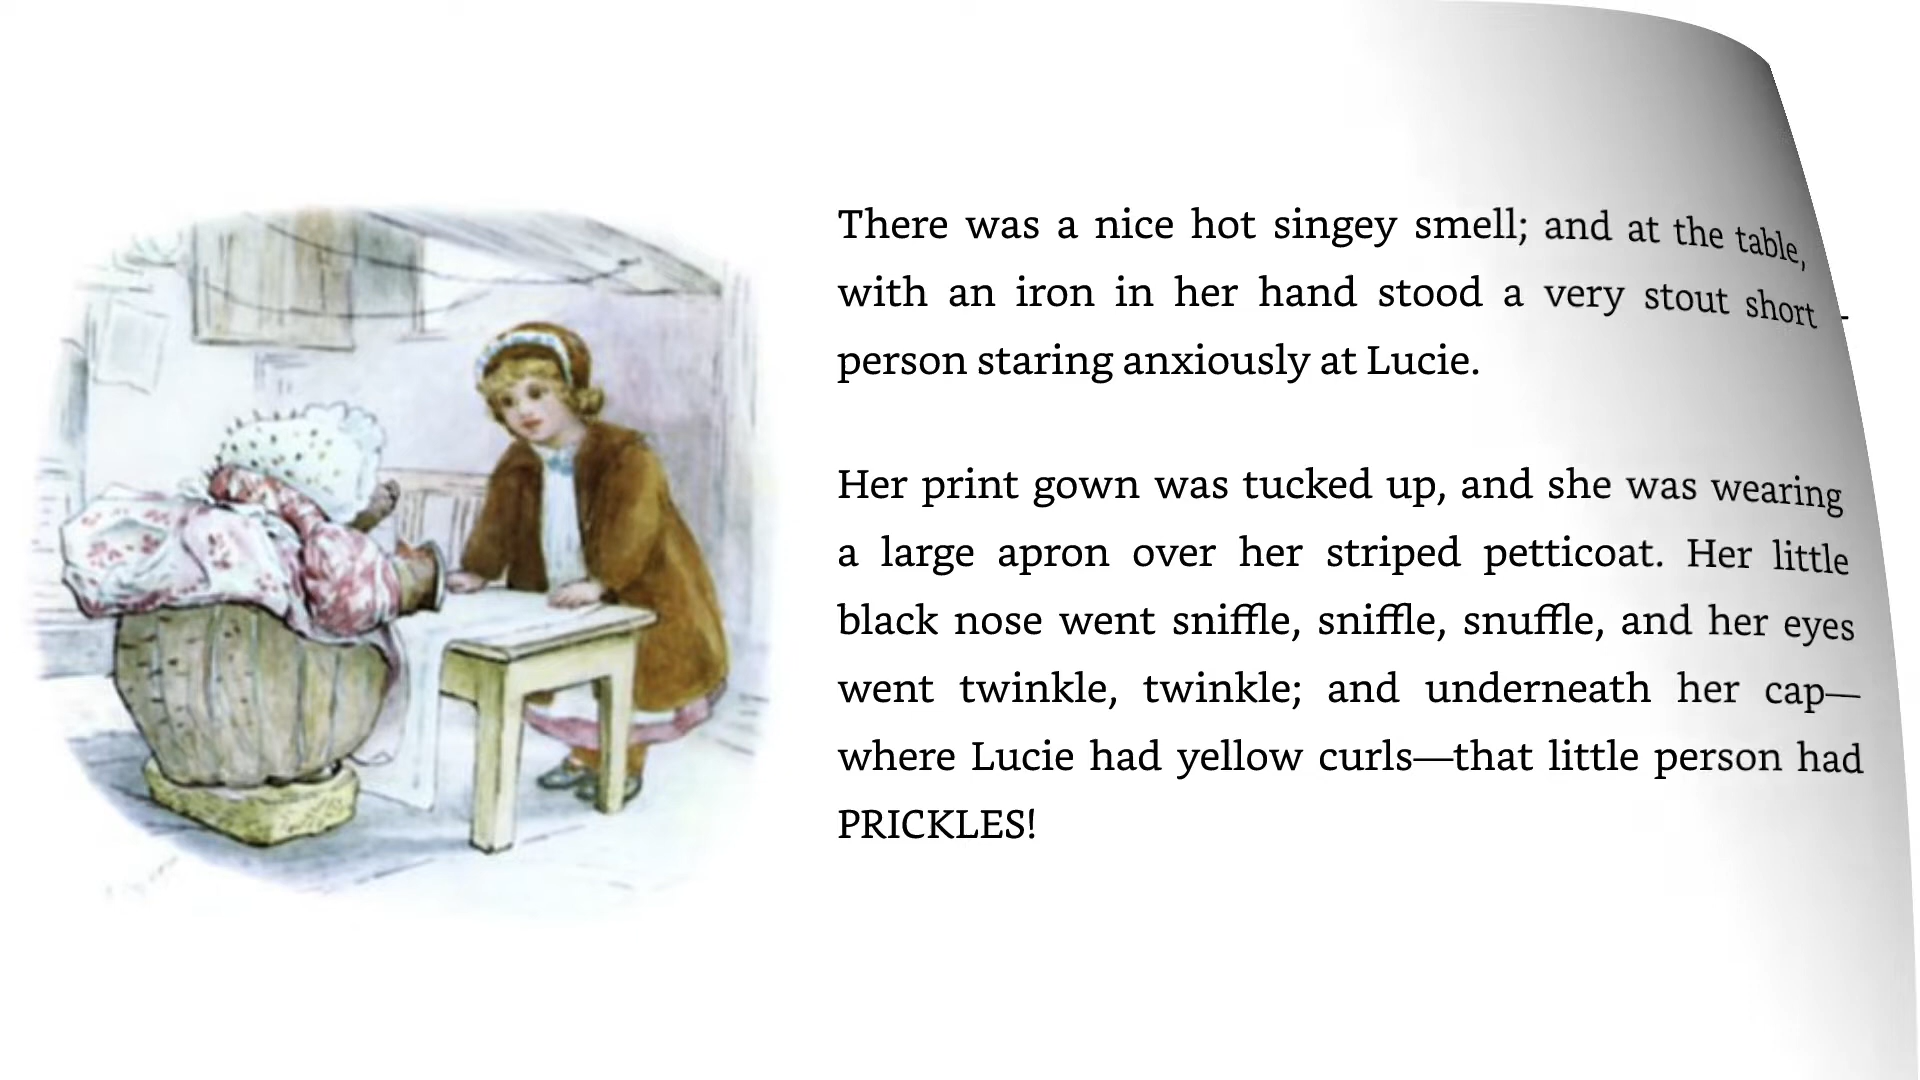 There was a nice hot singey smell; and at the table,
with an iron in her hand stood a very stout short
person staring anxiously at Lucie.
Her print gown was tucked up, and she was wearing
a large apron over her striped petticoat. Her little
black nose went sniffle, sniffle, snuffle, and her eyes
went twinkle, twinkle; and underneath her cap—
where Lucie had yellow curls—that little person had
PRICKLES!